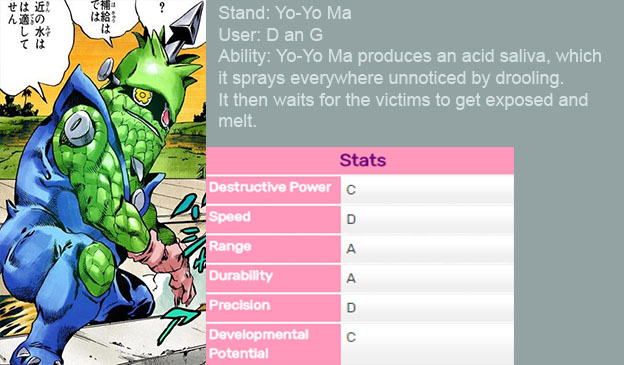 ?
補給は
では
近の水
は適して
せん
Stand: Yo-Yo Ma
User: D an G
Ability: Yo-Yo Ma produces an acid saliva, which
it sprays everywhere unnoticed by drooling.
It then waits for the victims to get exposed and
melt.
Stats
Destructive Power C
Speed D
Range A
Durability A
Precision D
Developmental
Potential C